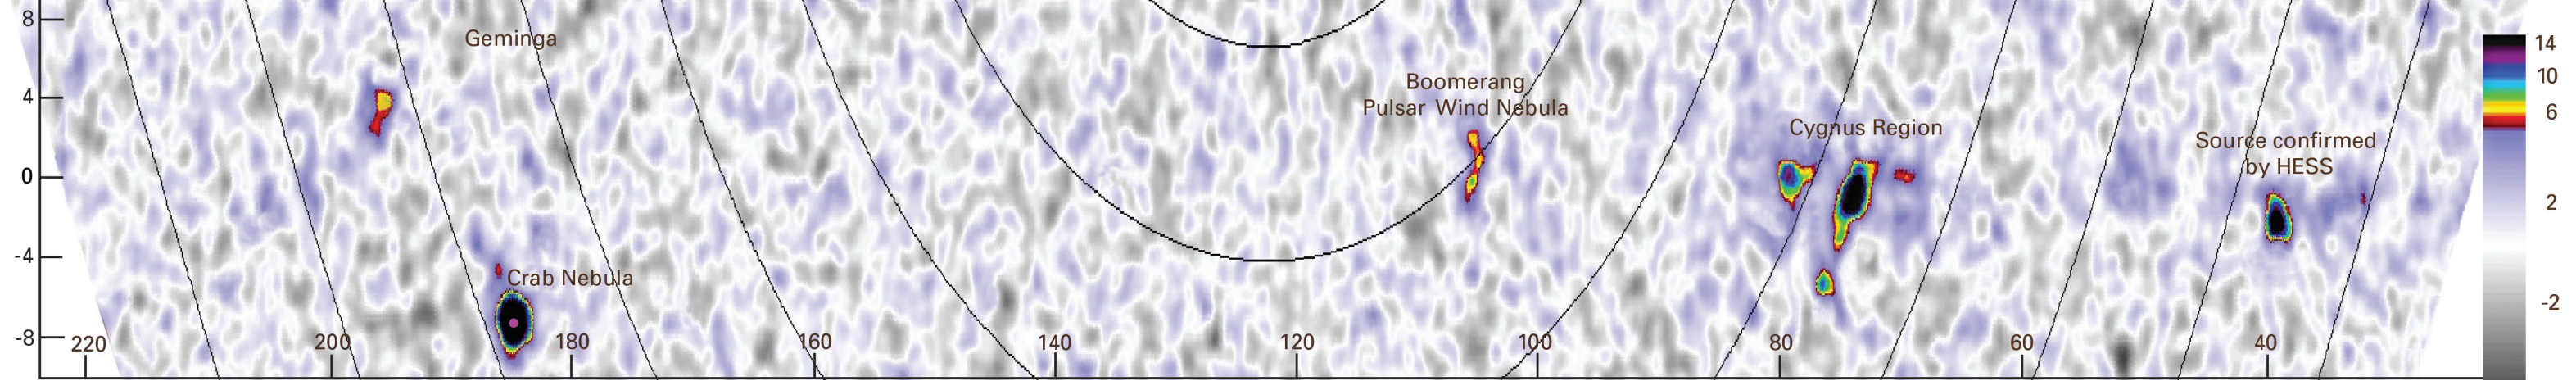 8
4
0
-4
-8
Geminga
Crab Nebula
Boomerang
Pulsar Wind Nebula
Cygnus Region
Source confirmed
by HESS
220
200
180
160
140
120
100
80
60
40
14
10
6
2
-2